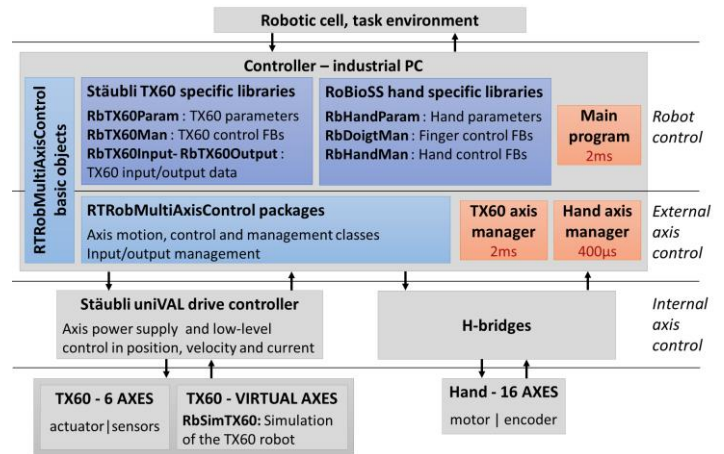 Robotic cell, task environment
Controller – industrial PC
RTRobMultiAxisControl
basic objects
Stäubli TX60 specific libraries
RbTX60Param : TX60 parameters
RbTX60Man : TX60 control FBs
RbTX60Input- RbTX60Output :
TX60 input/output data
RoBioSS hand specific libraries
RbHandParam : Hand parameters
RbDoigtMan : Finger control FBs
RbHandMan : Hand control FBs
Main
program
2ms
Robot
control
RTRobMultiAxisControl packages
Axis motion, control and management classes
Input/output management
TX60 axis
manager
2ms
Hand axis
manager
400µs
External
axis
control
Stäubli uniVAL drive controller
Axis power supply and low-level
control in position, velocity and current
H-bridges
Internal
axis
control
TX60 - 6 AXES
actuator|sensors
TX60 - VIRTUAL AXES
RbSimTX60: Simulation
of the TX60 robot
Hand - 16 AXES
motor | encoder